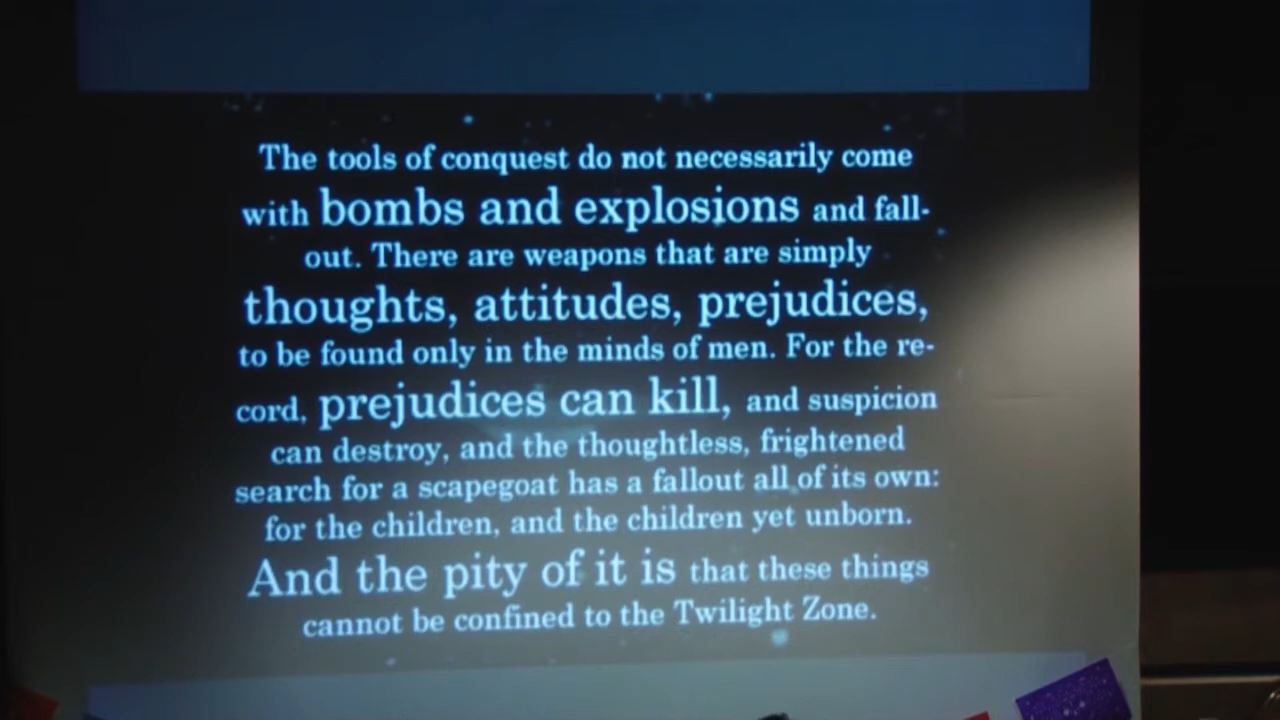 The tools of conquest do not necessarily come
with bombs and explosions and fall-
out. There are weapons that are simply
thoughts, attitudes, prejudices,
to be found only in the minds of men. For the re-
cord, prejudices can kill, and suspicion
can destroy, and the thoughtless, frightened
search for a scapegoat has a fallout all of its own:
for the children, and the children yet unborn.
And the pity of it is that these things
cannot be confined to the Twilight Zone.